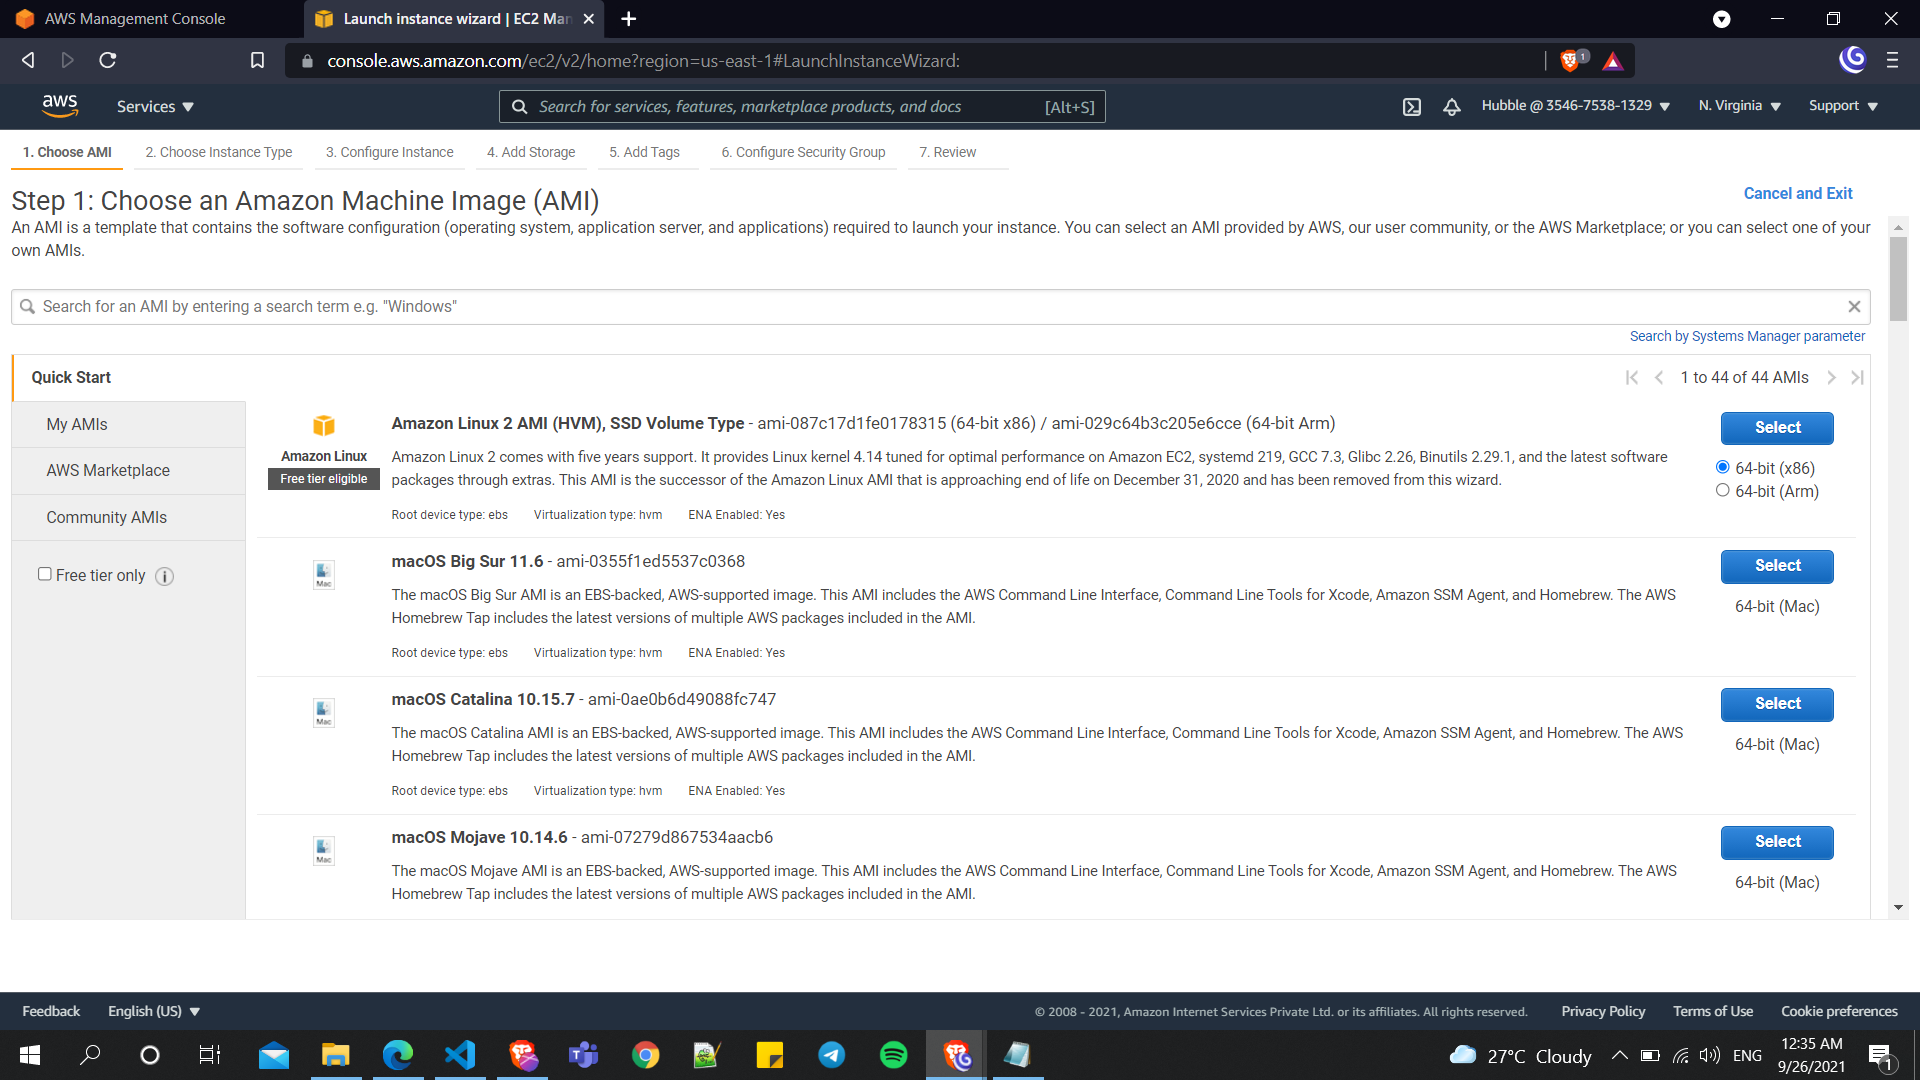 AWS Management Console
Launch instance wizard | EC2 Man
console.aws.amazon.com/ec2/v2/home?region=us-east-1#LaunchInstanceWizard:
1
aws
Services
Search for services, features, marketplace products, and docs
[Alt+S]
Hubble @ 3546-7538-1329
N. Virginia
Support
1. Choose AMI
2. Choose Instance Type
3. Configure Instance
4. Add Storage
5. Add Tags
6. Configure Security Group
7. Review
Step 1: Choose an Amazon Machine Image (AMI)
Cancel and Exit
An AMI is a template that contains the software configuration (operating system, application server, and applications) required to launch your instance. You can select an AMI provided by AWS, our user community, or the AWS Marketplace; or you can select one of your
own AMIs.
Search for an AMI by entering a search term e.g. "Windows"
Search by Systems Manager parameter
Quick Start
1 to 44 of 44 AMIs
My AMIs
AWS Marketplace
Community AMIs
Free tier only
Amazon Linux
Free tier eligible
Amazon Linux 2 AMI (HVM), SSD Volume Type - ami-087c17d1fe0178315 (64-bit x86) / ami-029c64b3c205e6cce (64-bit Arm)
Amazon Linux 2 comes with five years support. It provides Linux kernel 4.14 tuned for optimal performance on Amazon EC2, systemd 219, GCC 7.3, Glibc 2.26, Binutils 2.29.1, and the latest software
packages through extras. This AMI is the successor of the Amazon Linux AMI that is approaching end of life on December 31, 2020 and has been removed from this wizard.
Root device type: ebs
Virtualization type: hvm
ENA Enabled: Yes
Select
64-bit (x86)
64-bit (Arm)
Mac
macOS Big Sur 11.6 - ami-0355f1ed5537c0368
The macOS Big Sur AMI is an EBS-backed, AWS-supported image. This AMI includes the AWS Command Line Interface, Command Line Tools for Xcode, Amazon SSM Agent, and Homebrew. The AWS
Homebrew Tap includes the latest versions of multiple AWS packages included in the AMI.
Root device type: ebs
Virtualization type: hvm
ENA Enabled: Yes
Select
64-bit (Mac)
Mac
macOS Catalina 10.15.7 - ami-0ae0b6d49088fc747
The macOS Catalina AMI is an EBS-backed, AWS-supported image. This AMI includes the AWS Command Line Interface, Command Line Tools for Xcode, Amazon SSM Agent, and Homebrew. The AWS
Homebrew Tap includes the latest versions of multiple AWS packages included in the AMI.
Root device type: ebs
Virtualization type: hvm
ENA Enabled: Yes
Select
64-bit (Mac)
Mac
macOS Mojave 10.14.6 - ami-07279d867534aacb6
The macOS Mojave AMI is an EBS-backed, AWS-supported image. This AMI includes the AWS Command Line Interface, Command Line Tools for Xcode, Amazon SSM Agent, and Homebrew. The AWS
Homebrew Tap includes the latest versions of multiple AWS packages included in the AMI.
Select
64-bit (Mac)
Feedback
English (US)
© 2008 - 2021, Amazon Internet Services Private Ltd. or its affiliates. All rights reserved.
Privacy Policy
Terms of Use
Cookie preferences
27°C Cloudy
ENG
12:35 AM
9/26/2021
1